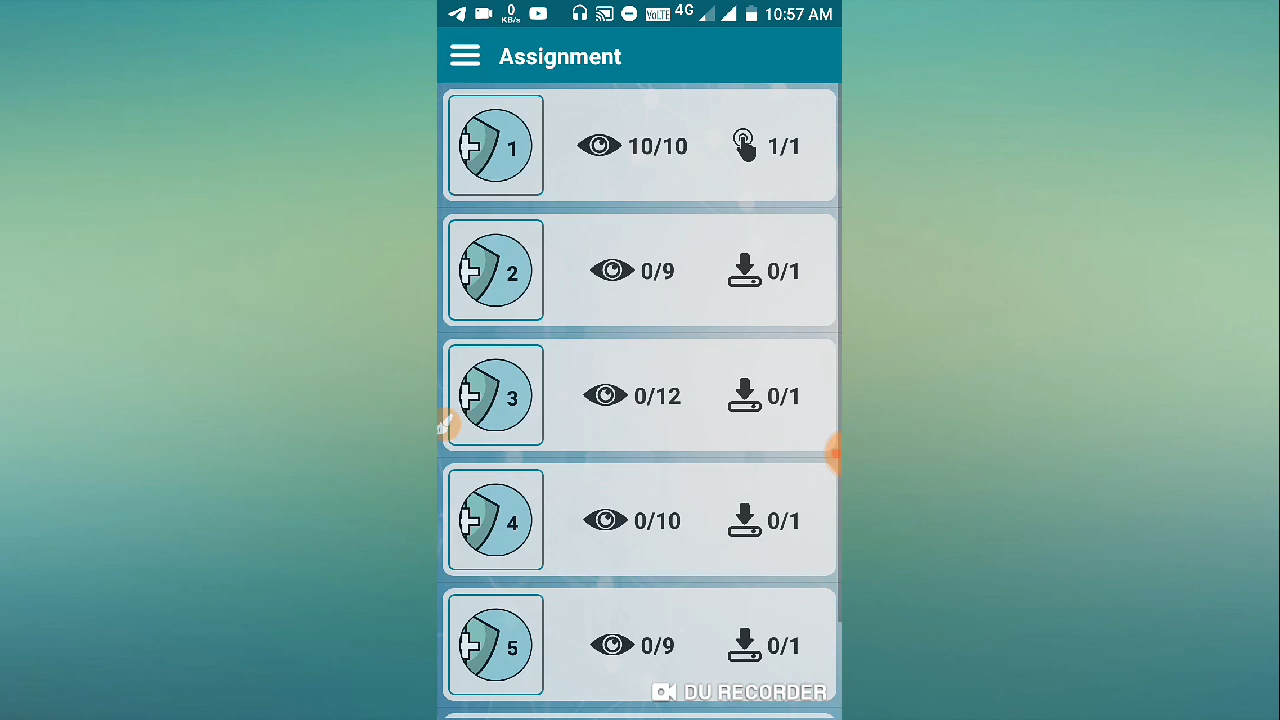 0 KB/s VoLTE 4G 10:57 AM
Assignment
1 10/10 1/1
2 0/9 0/1
3 0/12 0/1
4 0/10 0/1
5 0/9 0/1
DU RECORDER